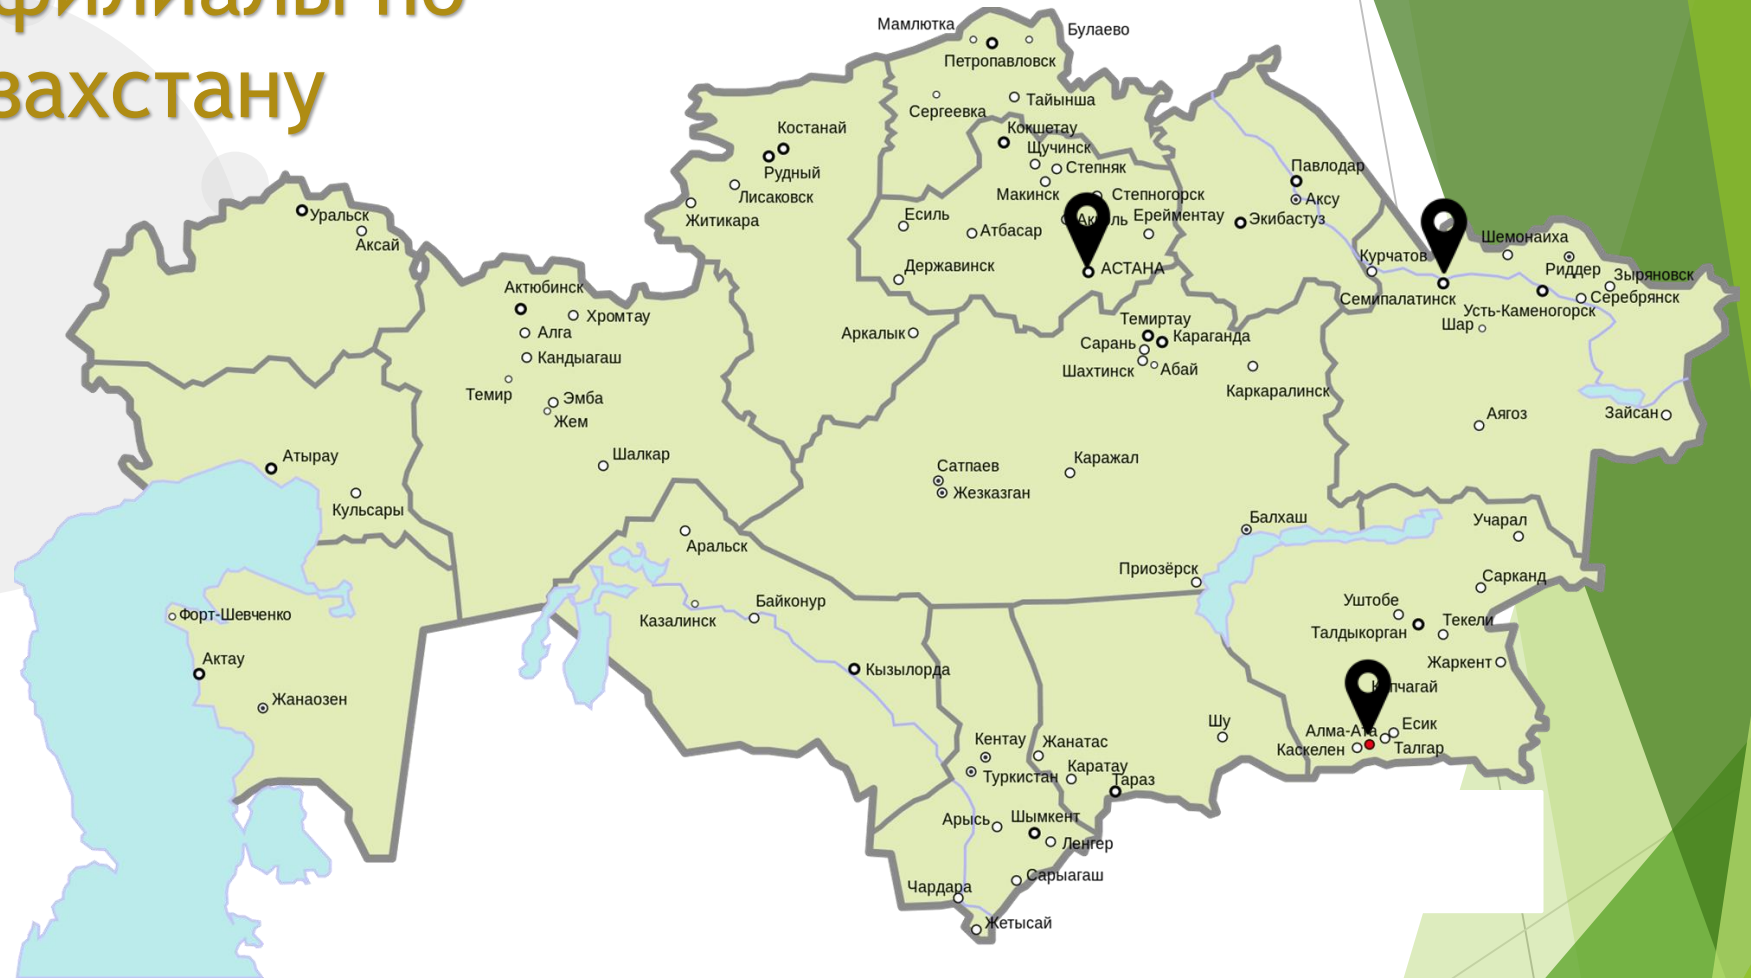 филиалы по
захстану
Мамлютка
Булаево
Петропавловск
Сергеевка
Тайынша
Костанай
Кокшетау
Щучинск
Рудный
Степняк
Павлодар
Лисаковск
Макинск
Степногорск
Аксу
Житикара
Есиль
Ерейментау
Экибастуз
Уральск
Атбасар
Аксай
Шемонаиха
Курчатов
Державинск
АСТАНА
Риддер
Зыряновск
Актюбинск
Семипалатинск
Серебрянск
Хромтау
Темиртау
Усть-Каменогорск
Алга
Аркалык
Сарань
Караганда
Шар
Кандыагаш
Шахтинск
Абай
Темир
Эмба
Каркаралинск
Жем
Аягоз
Зайсан
Атырау
Шалкар
Сатпаев
Каражал
Жезказган
Кульсары
Балхаш
Учарал
Аральск
Приозёрск
Сарканд
Форт-Шевченко
Казалинск
Байконур
Уштобе
Текели
Талдыкорган
Актау
Кызылорда
Жаркент
Жанаозен
пчагай
Шу
Алма-Ата
Есик
Кентау
Жанатас
Каскелен
Талгар
Туркистан
Каратау
Тараз
Арысь
Шымкент
Ленгер
Чардара
Сарыагаш
Жетысай